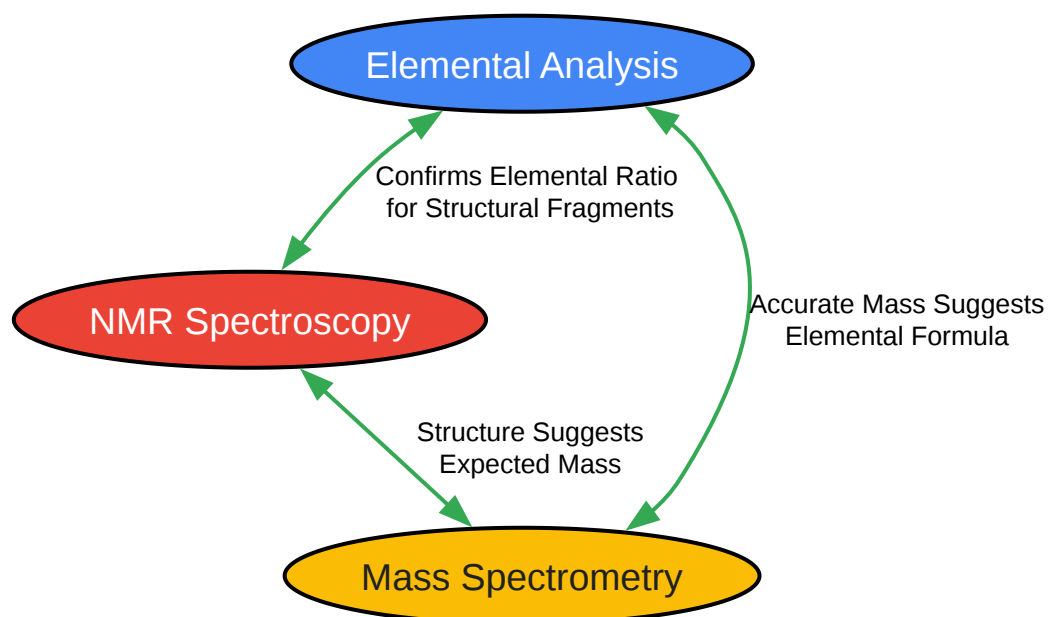 Elemental Analysis
Confirms Elemental Ratio
for Structural Fragments
NMR Spectroscopy
Accurate Mass Suggests
Elemental Formula
Structure Suggests
Expected Mass
Mass Spectrometry